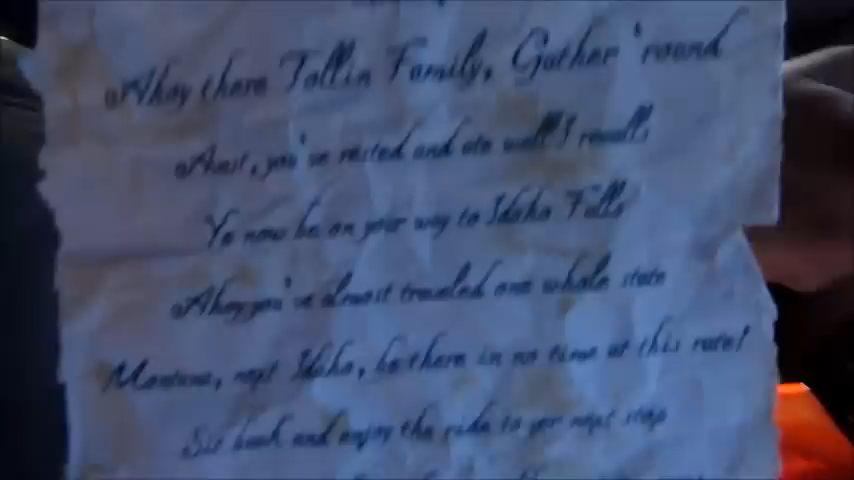 Ahoy there Tollin Family, Gather 'round
Avast, you've rested and ate well I recalls
Ye now be on your way to Idaho Falls
Ahoy you've almost traveled one whole state
Montana, next Idaho, be there in no time at this rate!
Sit back and enjoy the ride to yer next stop